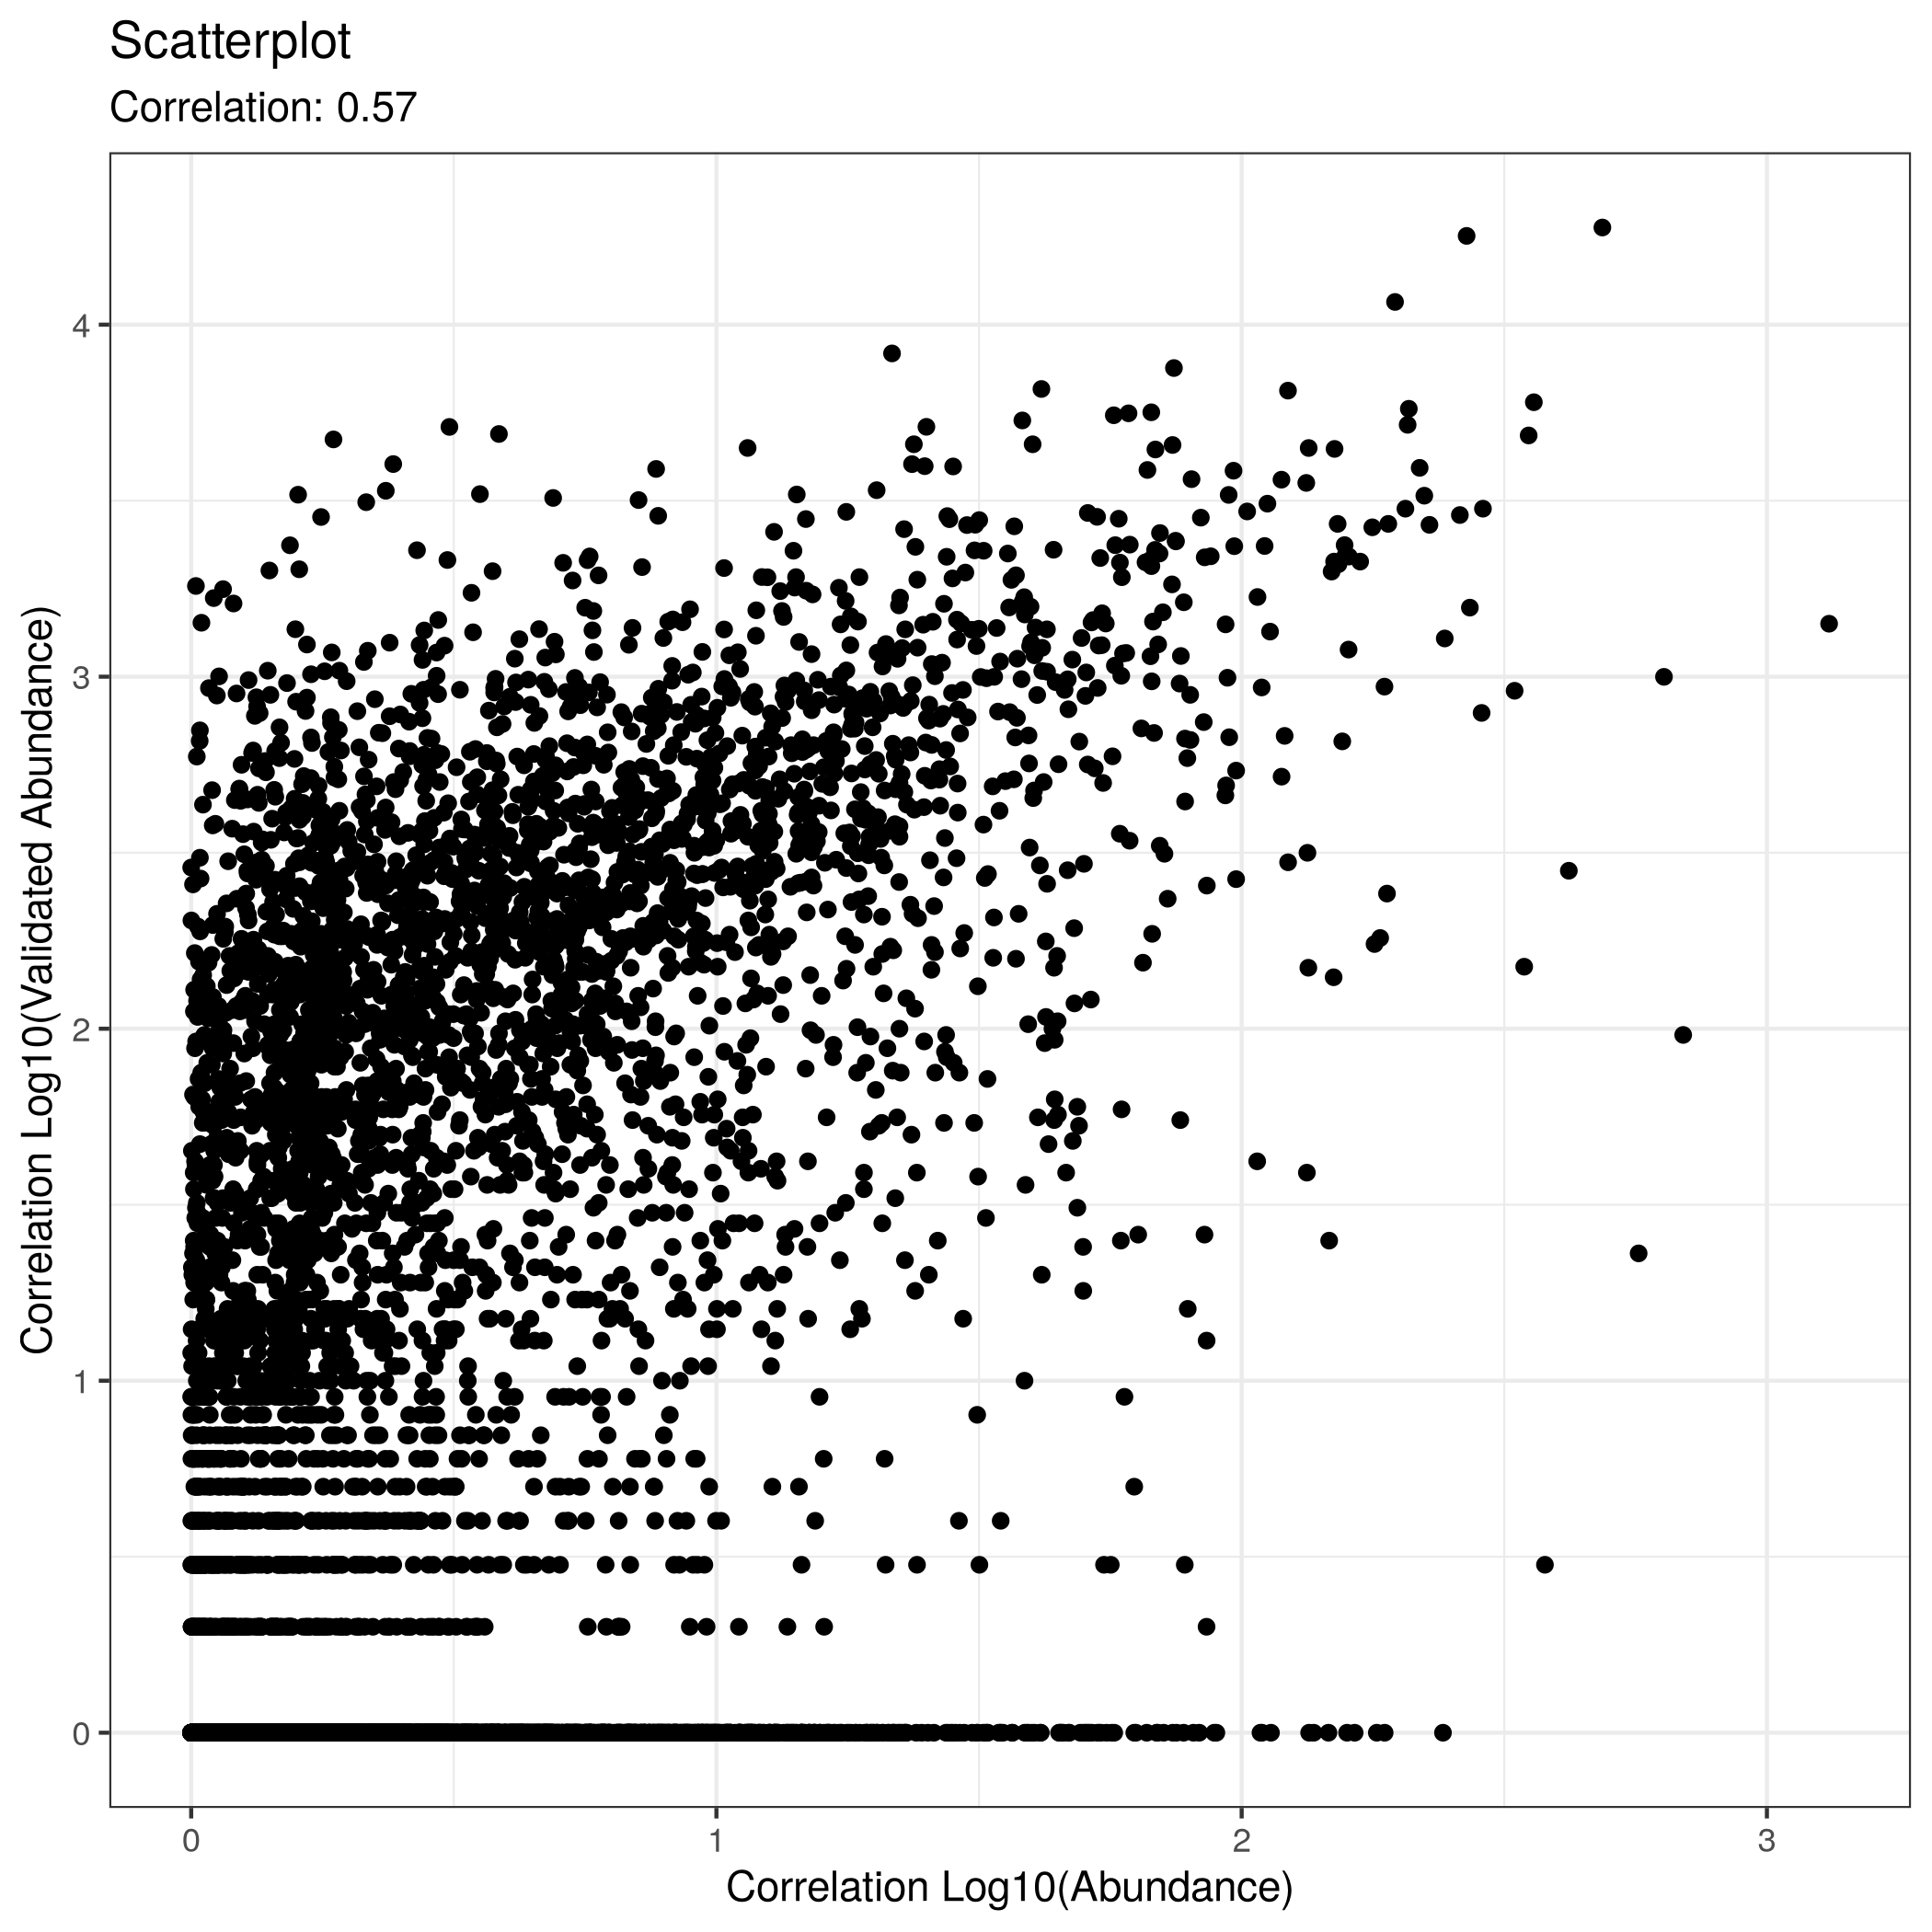 Scatterplot
Correlation: 0.57
Correlation Log10(Validated Abundance)
4
3
2
1
0
0 1 2 3
Correlation Log10(Abundance)